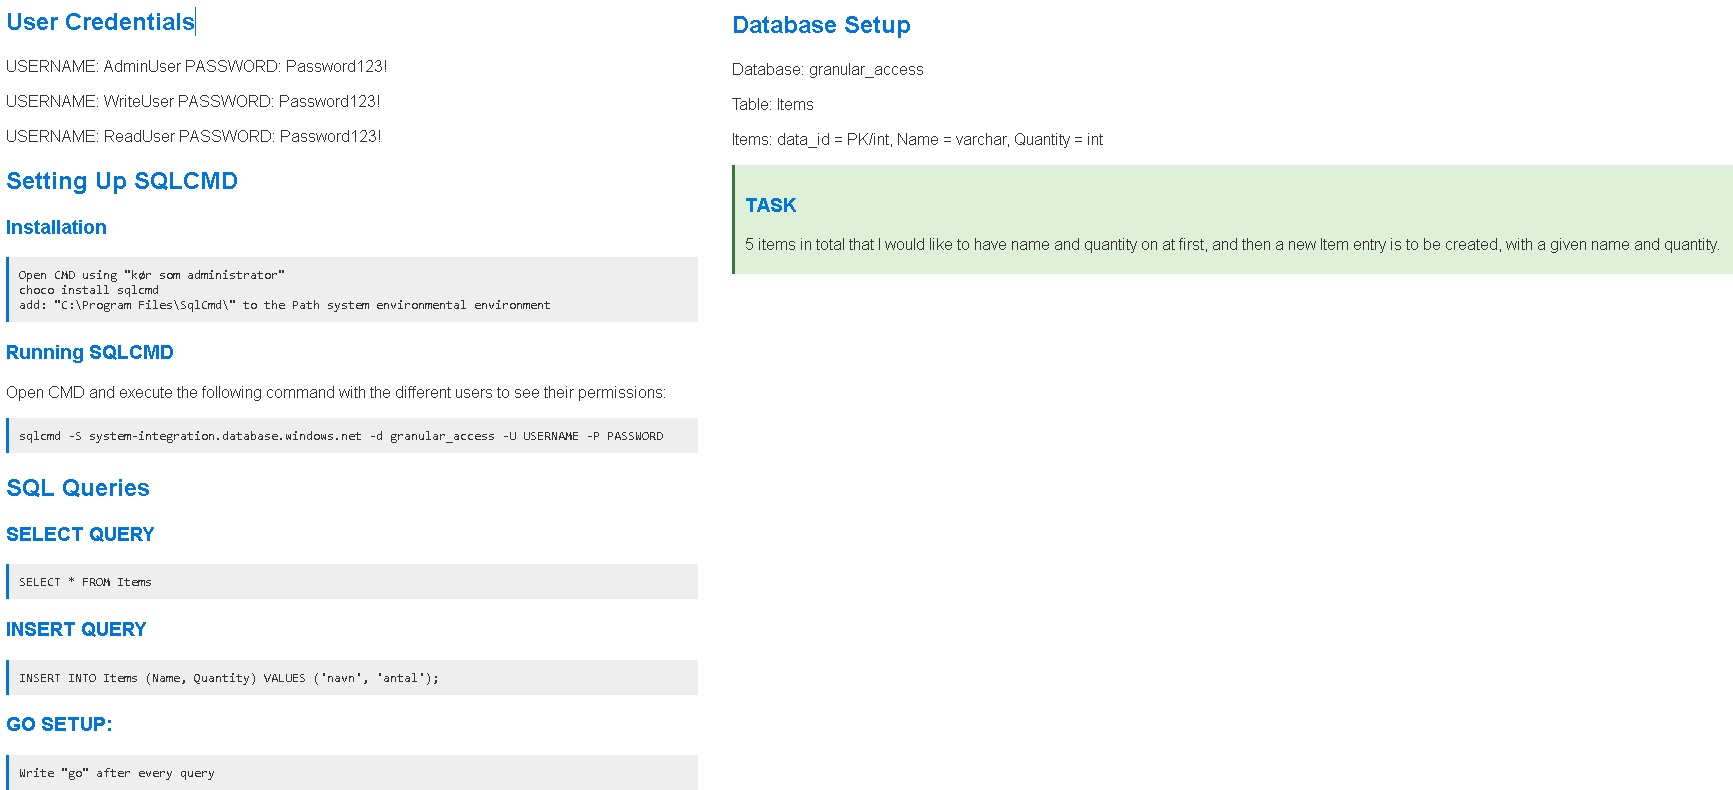 User Credentials
USERNAME: AdminUser PASSWORD: Password123!
USERNAME: WriteUser PASSWORD: Password123!
USERNAME: ReadUser PASSWORD: Password123!
Setting Up SQLCMD
Installation
Open CMD using "kør som administrator"
choco install sqlcmd
add: "C:\Program Files\SqlCmd\" to the Path system environmental environment
Running SQLCMD
Open CMD and execute the following command with the different users to see their permissions:
sqlcmd -S system-integration.database.windows.net -d granular_access -U USERNAME -P PASSWORD
SQL Queries
SELECT QUERY
SELECT * FROM Items
INSERT QUERY
INSERT INTO Items (Name, Quantity) VALUES ('navn', 'antal');
GO SETUP:
Write "go" after every query
Database Setup
Database: granular_access
Table: Items
Items: data_id = PK/int, Name = varchar, Quantity = int
TASK
5 items in total that I would like to have name and quantity on at first, and then a new Item entry is to be created, with a given name and quantity.